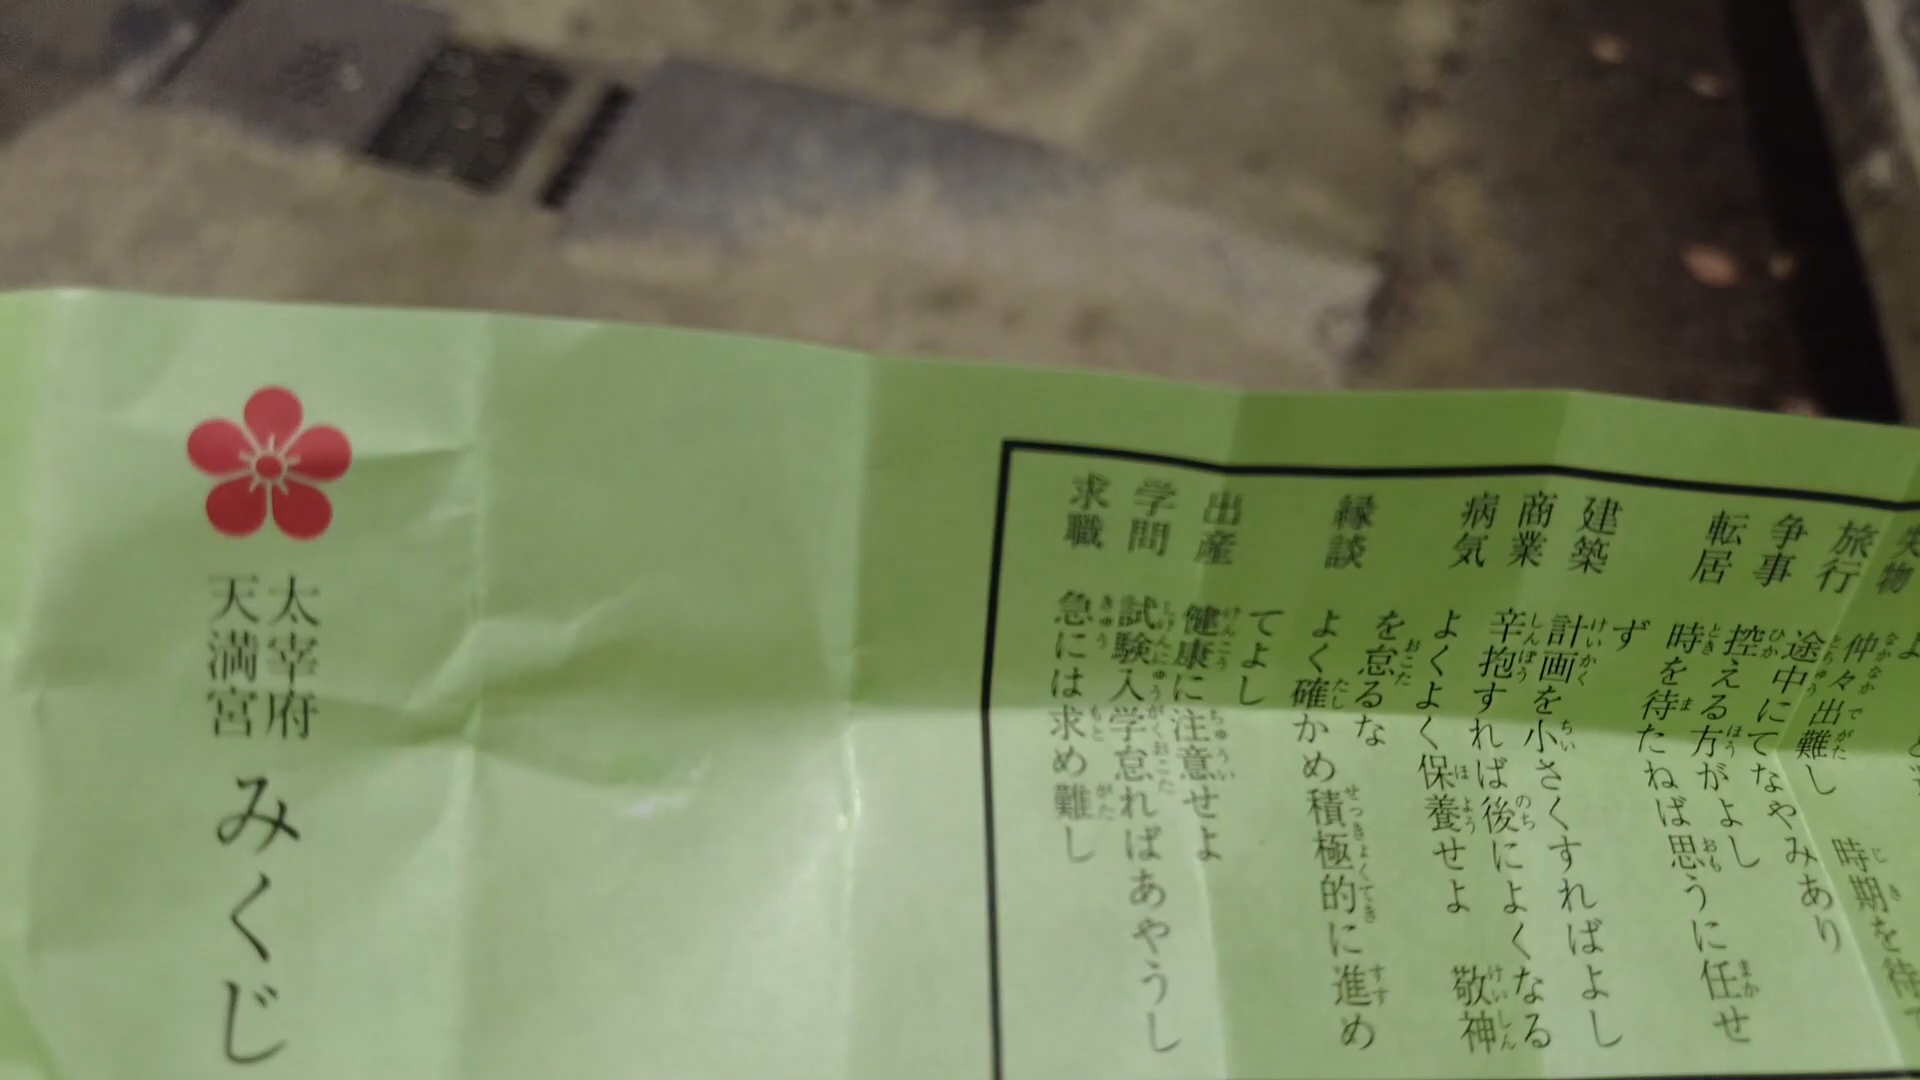 失物 仲々出難し 時期を待
旅行 途中にてなやみあり
争事 控える方がよし
転居 時を待たねば思うに任せ
ず
建築 計画を小さくすればよし
商業 辛抱すれば後によくなる
病気 よくよく保養せよ 敬神
を怠るな
縁談 よく確かめ積極的に進め
てよし
出産 健康に注意せよ
学問 試験入学怠ればあやうし
求職 急には求め難し
太宰府
天満宮
みくじ